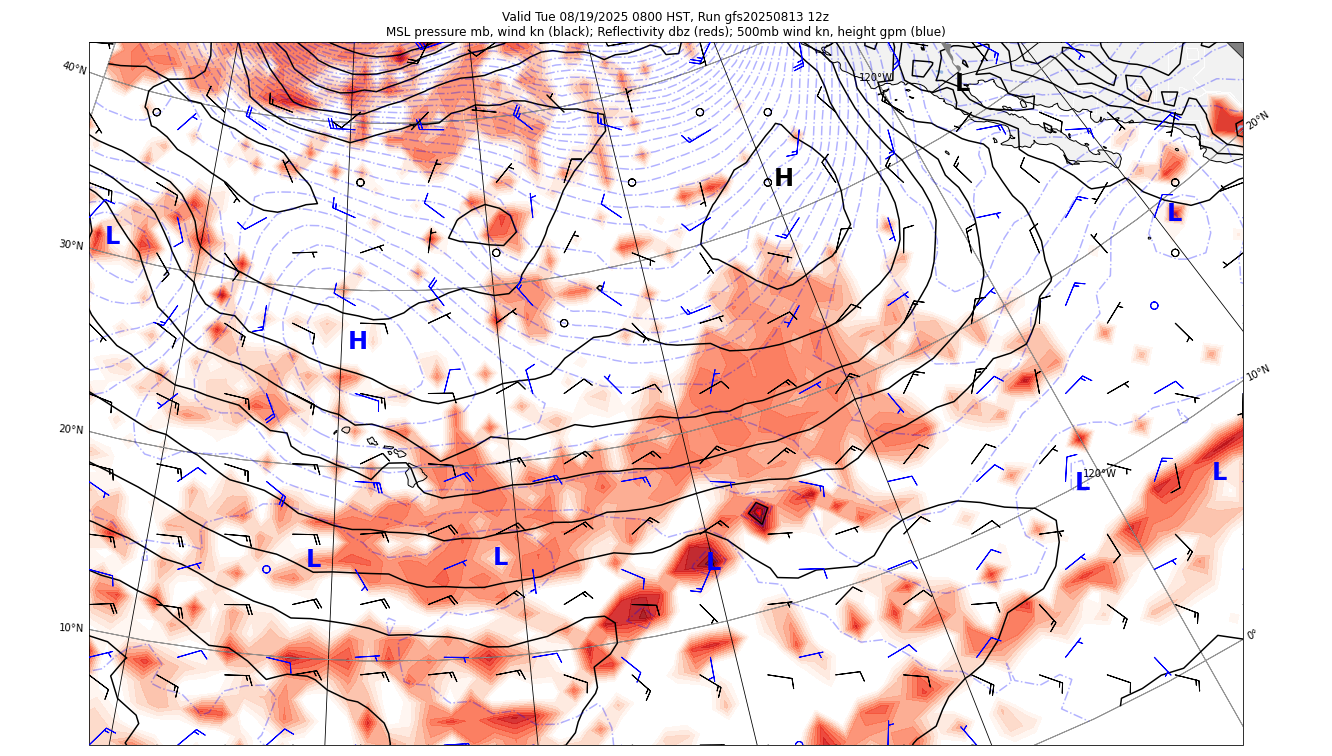 Valid Tue 08/19/2025 0800 HST, Run gfs20250813 12z
MSL pressure mb, wind kn (black); Reflectivity dbz (reds); 500mb wind kn, height gpm (blue)
40°N
120°W
L
20°N
H
L
L
30°N
H
10°N
20°N
L
120°W
L
L
L
L
10°N
0°